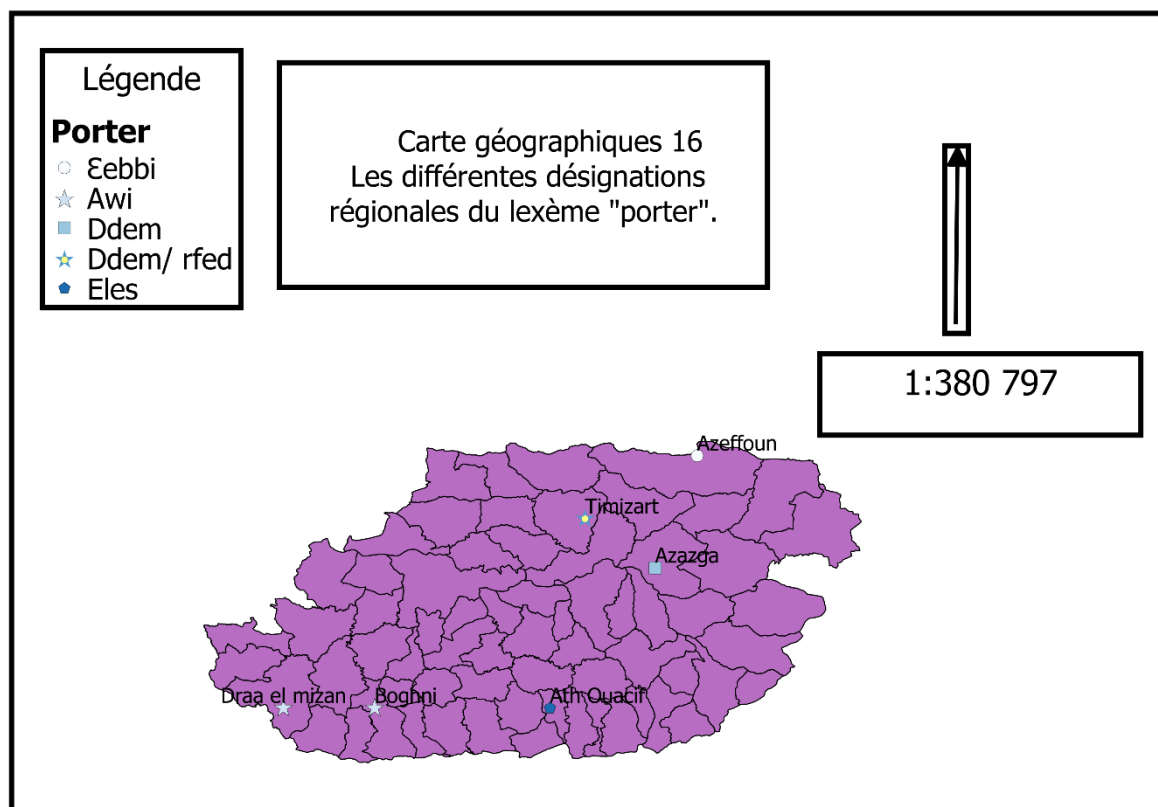 Légende
Porter
Ɛebbi
Awi
Ddem
Ddem/ rfed
Eles
Carte géographiques 16
Les différentes désignations
régionales du lexème "porter".
1:380 797
Azeffoun
Timizart
Azazga
Draa el mizan
Boghni
Ath Ouacif